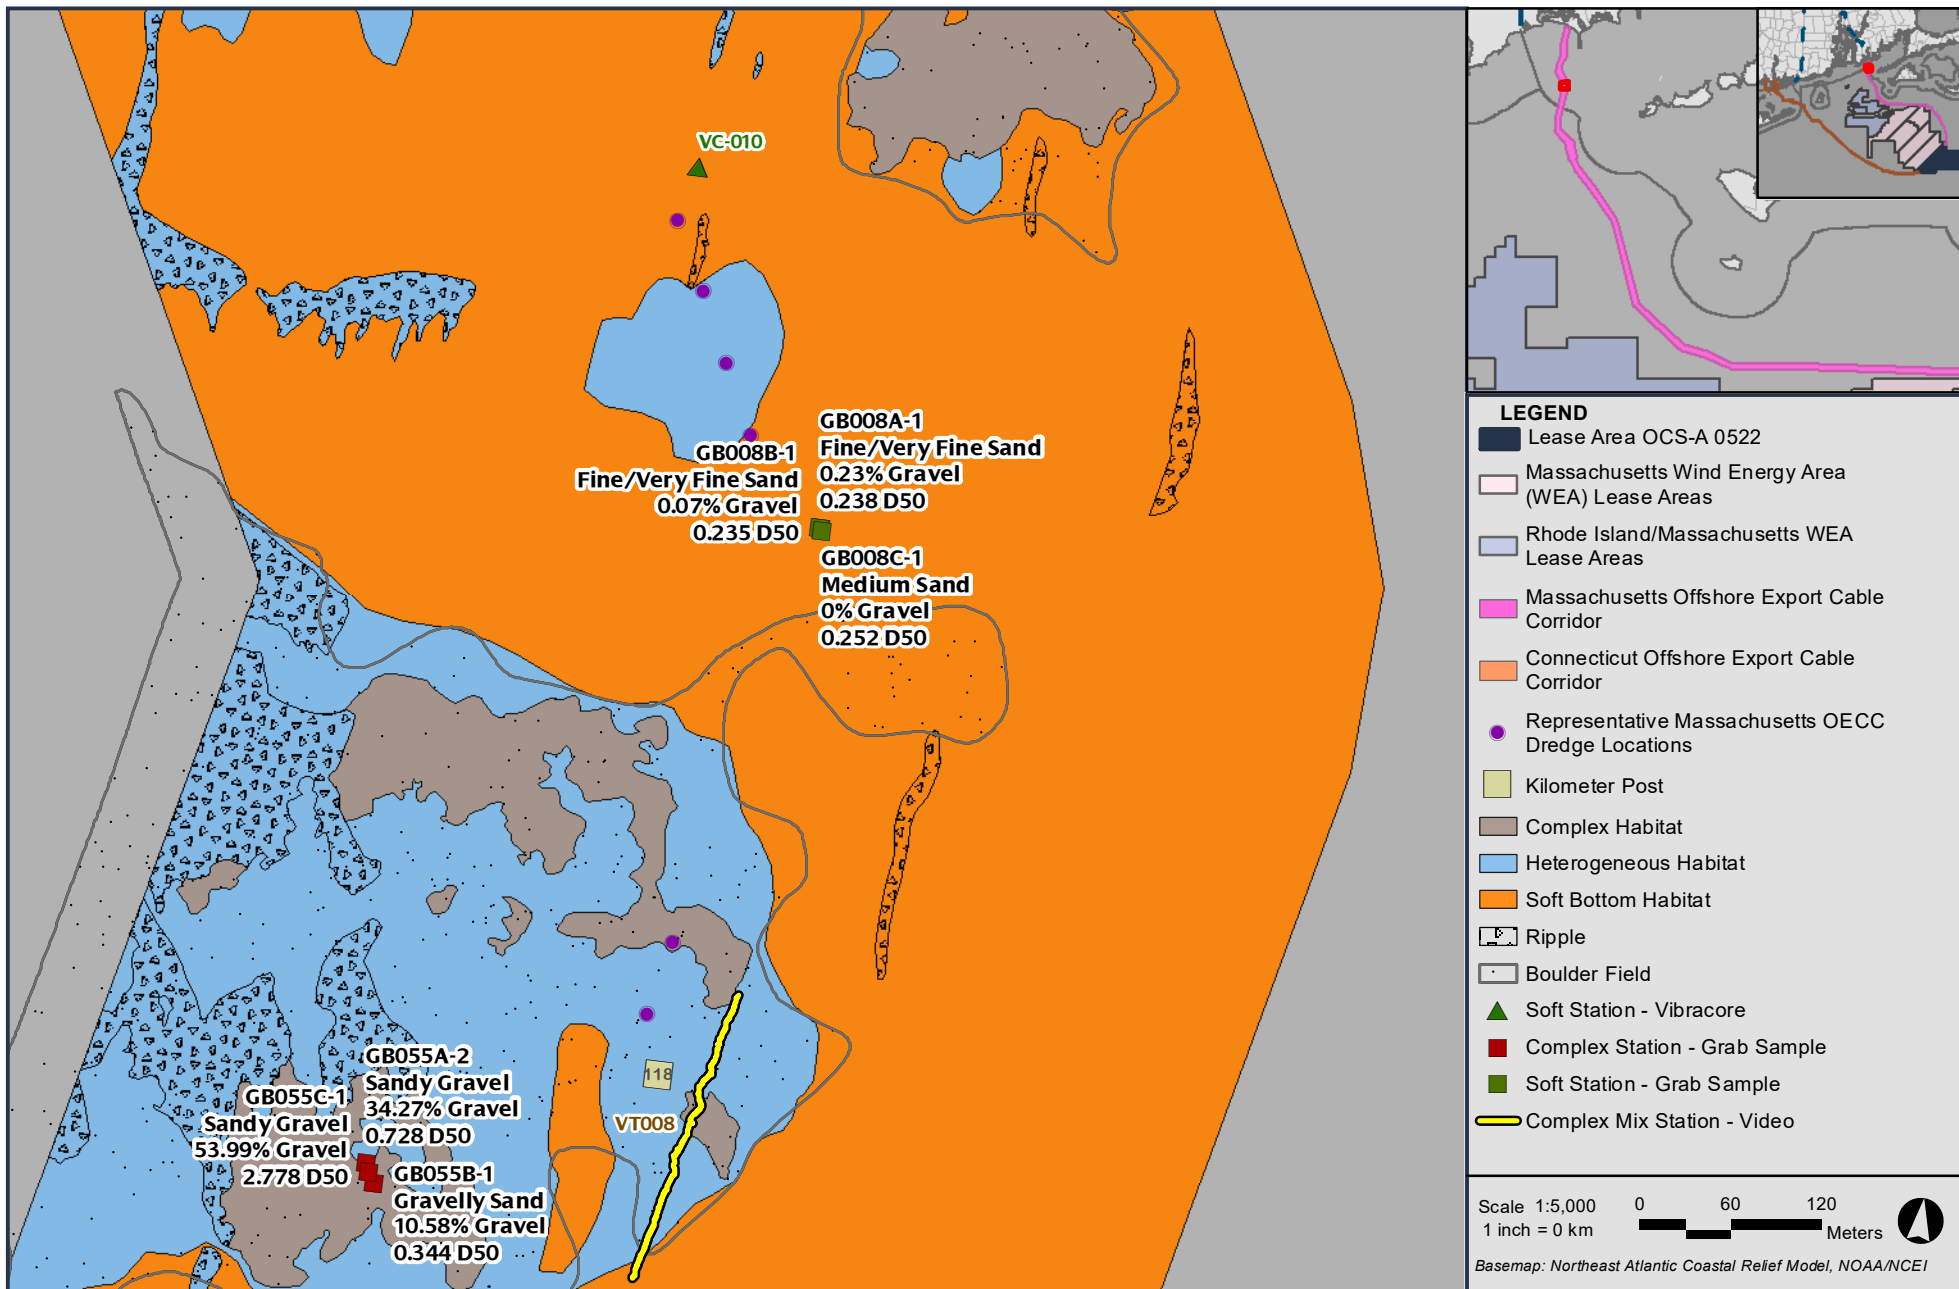 VC-010
GB008A-1
Fine/Very Fine Sand
0.23% Gravel
0.238 D50
GB008B-1
Fine/Very Fine Sand
0.07% Gravel
0.235 D50
GB008C-1
Medium Sand
0% Gravel
0.252 D50
GB055A-2
Sandy Gravel
34.27% Gravel
0.728 D50
GB055C-1
Sandy Gravel
53.99% Gravel
2.778 D50
GB055B-1
Gravelly Sand
10.58% Gravel
0.344 D50
118
VT008
LEGEND
Lease Area OCS-A 0522
Massachusetts Wind Energy Area
(WEA) Lease Areas
Rhode Island/Massachusetts WEA
Lease Areas
Massachusetts Offshore Export Cable
Corridor
Connecticut Offshore Export Cable
Corridor
Representative Massachusetts OECC
Dredge Locations
Kilometer Post
Complex Habitat
Heterogeneous Habitat
Soft Bottom Habitat
Ripple
Boulder Field
Soft Station - Vibracore
Complex Station - Grab Sample
Soft Station - Grab Sample
Complex Mix Station - Video
Scale 1:5,000
1 inch = 0 km
0 60 120
Meters
Basemap: Northeast Atlantic Coastal Relief Model, NOAA/NCEI